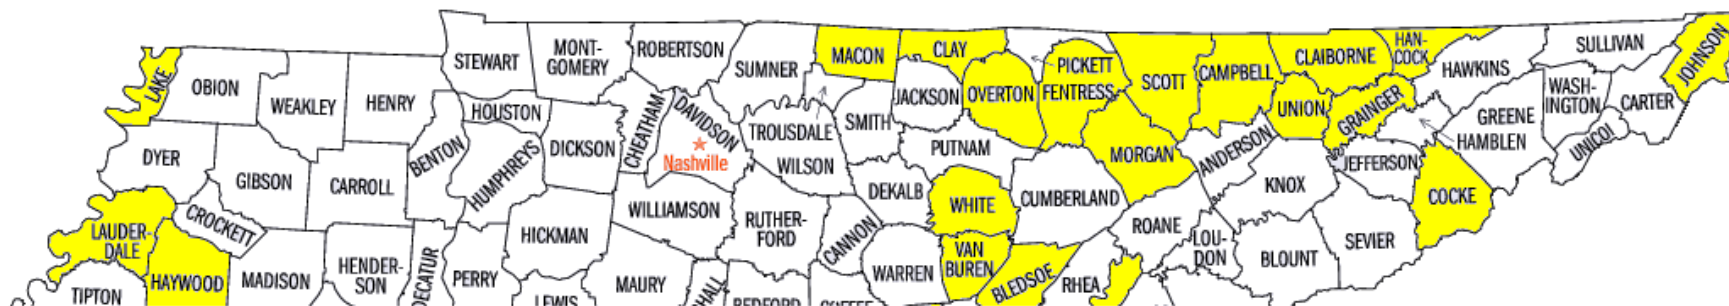 STEWART
MONT-
GOMERY
ROBERTSON
SUMNER
MACON
CLAY
PICKETT
SCOTT
CAMPBELL
CLAIBORNE
HAN-
COCK
HAWKINS
SULLIVAN
JOHNSON
LAKE
OBION
WEAKLEY
HENRY
HOUSTON
CHEATHAM
DAVIDSON
TROUSDALE
SMITH
JACKSON
OVERTON
FENTRESS
UNION
GRAINGER
HAMBLEN
GREENE
WASH-
INGTON
CARTER
UNICOI
DYER
GIBSON
CARROLL
BENTON
HUMPHREYS
DICKSON
Nashville
WILSON
PUTNAM
MORGAN
ANDERSON
JEFFERSON
COCKE
KNOX
DEKALB
WHITE
CUMBERLAND
LAUDER-
DALE
CROCKETT
WILLIAMSON
RUTHER-
FORD
CANNON
ROANE
LOU-
DON
BLOUNT
SEVIER
HICKMAN
HAYWOOD
MADISON
HENDER-
SON
DECATUR
PERRY
MAURY
WARREN
VAN
BUREN
BLEDSOE
RHEA
TIPTON
LEWIS
HALL
BEDFORD
COFFEE